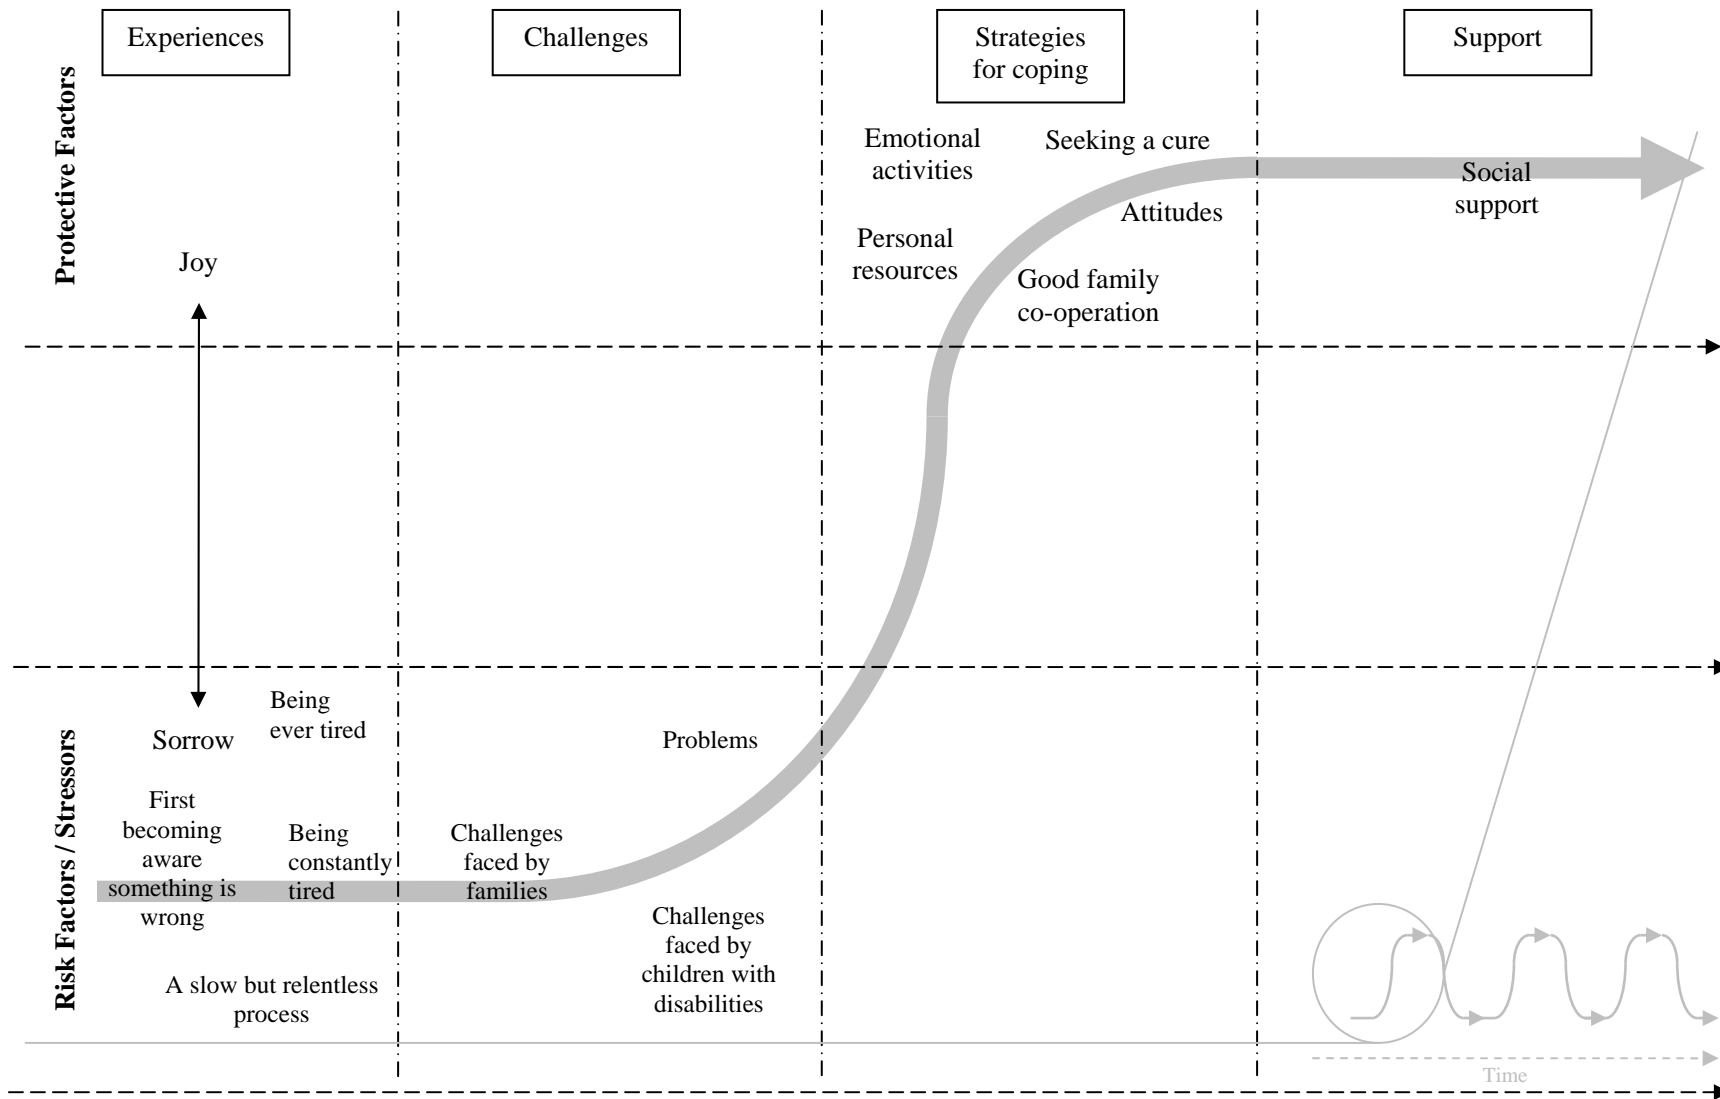 Experiences
Challenges
Strategies
for coping
Support
Protective Factors
Emotional
activities
Seeking a cure
Social
support
Attitudes
Personal
resources
Good family
co-operation
Joy
Risk Factors / Stressors
Sorrow
Being
ever tired
Problems
First
becoming
aware
something is
wrong
Being
constantly
tired
Challenges
faced by
families
Challenges
faced by
children with
disabilities
A slow but relentless
process
Time